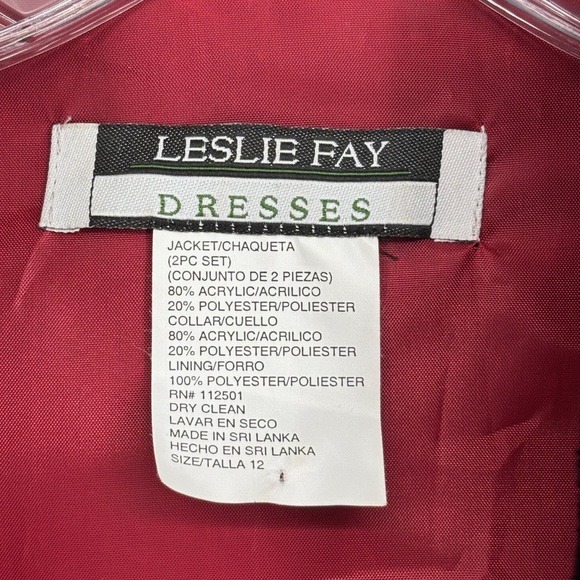 LESLIE FAY
DRESSES
JACKET/CHAQUETA
(2PC SET)
(CONJUNTO DE 2 PIEZAS)
80% ACRYLIC/ACRILICO
20% POLYESTER/POLIESTER
COLLAR/CUELLO
80% ACRYLIC/ACRILICO
20% POLYESTER/POLIESTER
LINING/FORRO
100% POLYESTER/POLIESTER
RN# 112501
DRY CLEAN
LAVAR EN SECO
MADE IN SRI LANKA
HECHO EN SRI LANKA
SIZE/TALLA 12